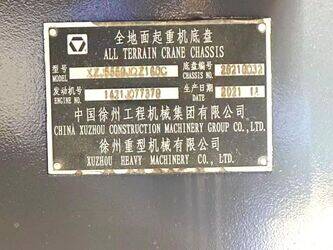 全地面起重机底盘
ALL TERRAIN CRANE CHASSIS
型号 底盘编号
MODEL CHASSIS NO.
发动机号 1421J077378 生产日期 2021
ENGINE NO. DATE
中国徐州工程机械集团有限公司
CHINA XUZHOU CONSTRUCTION MACHINERY GROUP CO., LTD.
徐州重型机械有限公司
XUZHOU HEAVY MACHINERY CO., LTD.